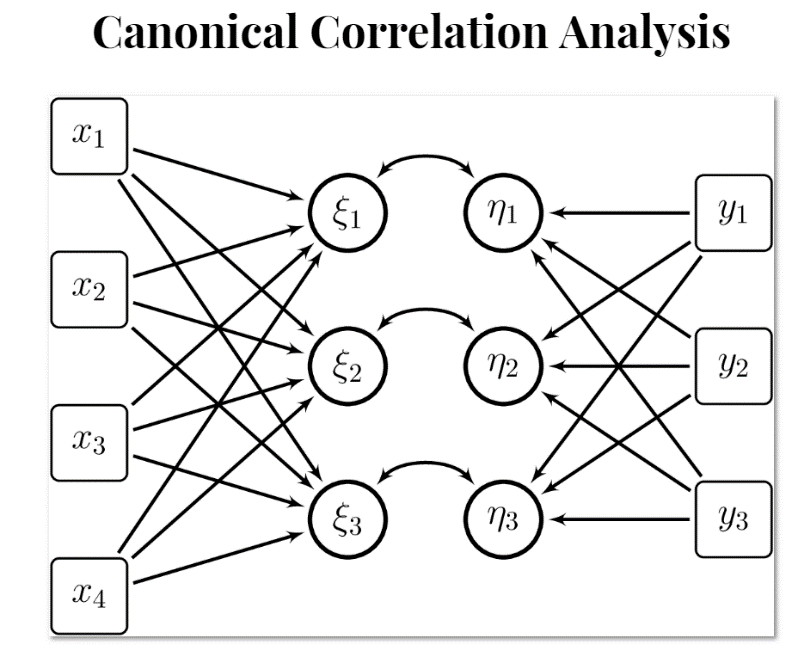 Canonical Correlation Analysis
x₁
ξ₁ η₁ y₁
x₂
ξ₂ η₂ y₂
x₃
ξ₃ η₃ y₃
x₄